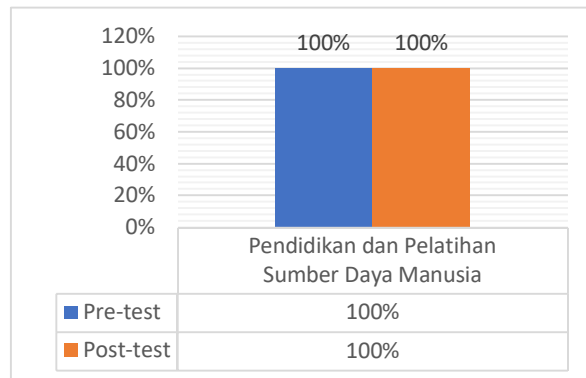 120%
100%
80%
60%
40%
20%
0%
100% 100%
Pendidikan dan Pelatihan
Sumber Daya Manusia
Pre-test 100%
Post-test 100%